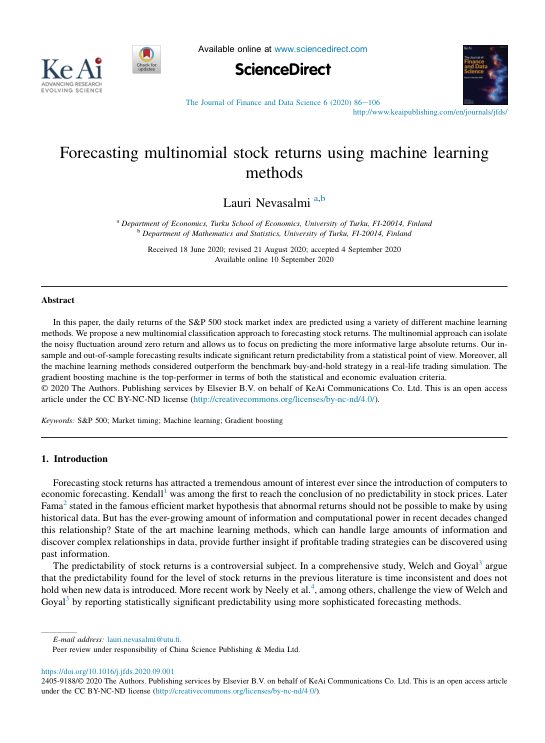 Ke Ai
ADVANCING RESEARCH
EVOLVING SCIENCE
Check for
updates
Available online at www.sciencedirect.com
ScienceDirect
The Journal of
Finance
and Data
Science
The Journal of Finance and Data Science 6 (2020) 86–106
http://www.keaipublishing.com/en/journals/jfds/
Forecasting multinomial stock returns using machine learning
methods
Lauri Nevasalmi a,b
a Department of Economics, Turku School of Economics, University of Turku, FI-20014, Finland
b Department of Mathematics and Statistics, University of Turku, FI-20014, Finland
Received 18 June 2020; revised 21 August 2020; accepted 4 September 2020
Available online 10 September 2020
Abstract
In this paper, the daily returns of the S&P 500 stock market index are predicted using a variety of different machine learning
methods. We propose a new multinomial classification approach to forecasting stock returns. The multinomial approach can isolate
the noisy fluctuation around zero return and allows us to focus on predicting the more informative large absolute returns. Our in-
sample and out-of-sample forecasting results indicate significant return predictability from a statistical point of view. Moreover, all
the machine learning methods considered outperform the benchmark buy-and-hold strategy in a real-life trading simulation. The
gradient boosting machine is the top-performer in terms of both the statistical and economic evaluation criteria.
© 2020 The Authors. Publishing services by Elsevier B.V. on behalf of KeAi Communications Co. Ltd. This is an open access
article under the CC BY-NC-ND license (http://creativecommons.org/licenses/by-nc-nd/4.0/).
Keywords: S&P 500; Market timing; Machine learning; Gradient boosting
1. Introduction
Forecasting stock returns has attracted a tremendous amount of interest ever since the introduction of computers to
economic forecasting. Kendall1 was among the first to reach the conclusion of no predictability in stock prices. Later
Fama2 stated in the famous efficient market hypothesis that abnormal returns should not be possible to make by using
historical data. But has the ever-growing amount of information and computational power in recent decades changed
this relationship? State of the art machine learning methods, which can handle large amounts of information and
discover complex relationships in data, provide further insight if profitable trading strategies can be discovered using
past information.
The predictability of stock returns is a controversial subject. In a comprehensive study, Welch and Goyal3 argue
that the predictability found for the level of stock returns in the previous literature is time inconsistent and does not
hold when new data is introduced. More recent work by Neely et al.4, among others, challenge the view of Welch and
Goyal3 by reporting statistically significant predictability using more sophisticated forecasting methods.
E-mail address: lauri.nevasalmi@utu.fi.
Peer review under responsibility of China Science Publishing & Media Ltd.
https://doi.org/10.1016/j.jfds.2020.09.001
2405-9188/© 2020 The Authors. Publishing services by Elsevier B.V. on behalf of KeAi Communications Co. Ltd. This is an open access article
under the CC BY-NC-ND license (http://creativecommons.org/licenses/by-nc-nd/4.0/).